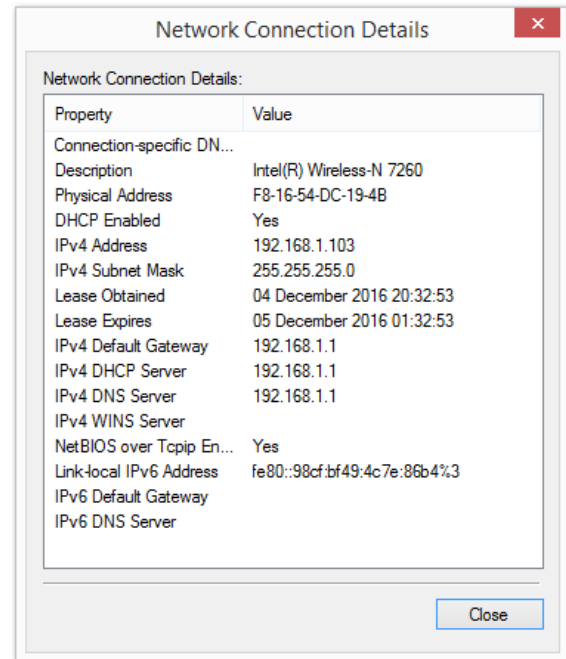 Network Connection Details
Network Connection Details:
Property Value
Connection-specific DN...
Description Intel(R) Wireless-N 7260
Physical Address F8-16-54-DC-19-4B
DHCP Enabled Yes
IPv4 Address 192.168.1.103
IPv4 Subnet Mask 255.255.255.0
Lease Obtained 04 December 2016 20:32:53
Lease Expires 05 December 2016 01:32:53
IPv4 Default Gateway 192.168.1.1
IPv4 DHCP Server 192.168.1.1
IPv4 DNS Server 192.168.1.1
IPv4 WINS Server
NetBIOS over Tcpip En... Yes
Link-local IPv6 Address fe80::98cf:bf49:4c7e:86b4%3
IPv6 Default Gateway
IPv6 DNS Server
Close